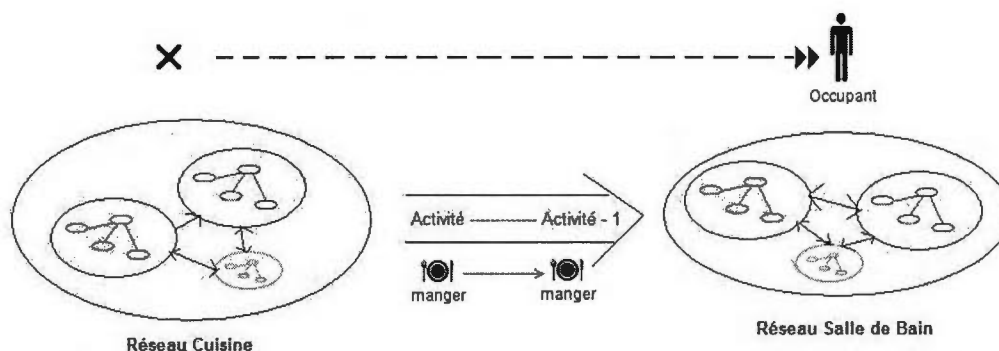 Occupant
Activité Activité - 1
manger manger
Réseau Cuisine
Réseau Salle de Bain